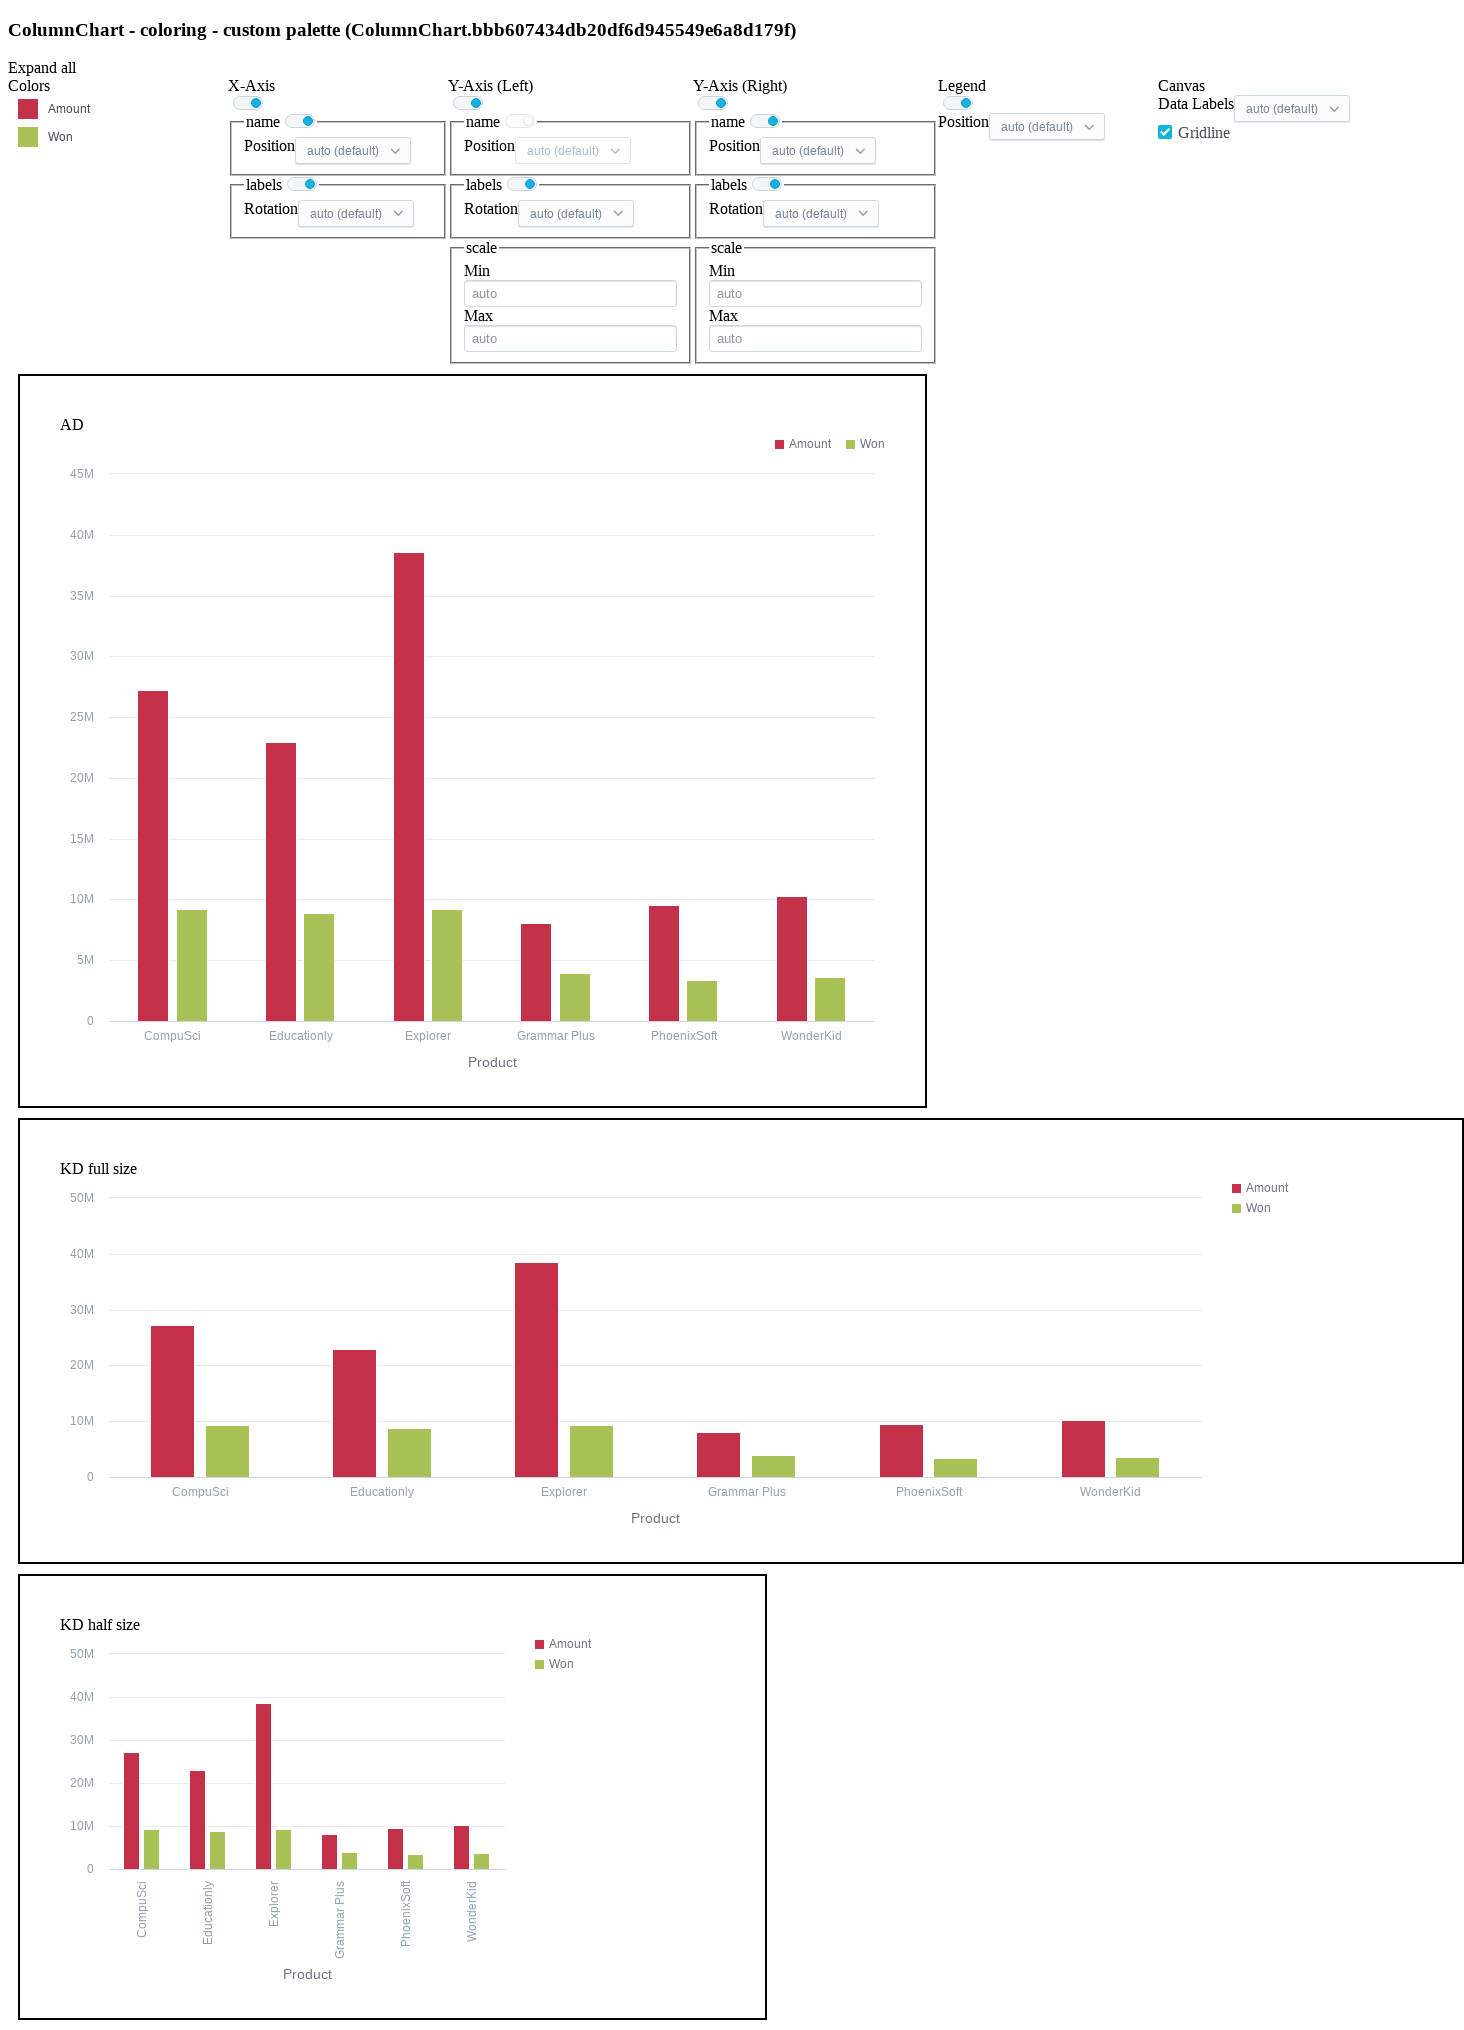 ColumnChart - coloring - custom palette (ColumnChart.bbb607434db20df6d945549e6a8d179f)
Expand all
Colors
Amount
Won
X-Axis
name
Position auto (default)
labels
Rotation auto (default)
Y-Axis (Left)
name
Position auto (default)
labels
Rotation auto (default)
scale
Min
auto
Max
auto
Y-Axis (Right)
name
Position auto (default)
labels
Rotation auto (default)
scale
Min
auto
Max
auto
Legend
Position auto (default)
Canvas
Data Labels auto (default)
Gridline
AD
Amount Won
45M
40M
35M
30M
25M
20M
15M
10M
5M
0
CompuSci Educationly Explorer Grammar Plus PhoenixSoft WonderKid
Product
KD full size
Amount
Won
50M
40M
30M
20M
10M
0
CompuSci Educationly Explorer Grammar Plus PhoenixSoft WonderKid
Product
KD half size
Amount
Won
50M
40M
30M
20M
10M
0
CompuSci
Educationly
Explorer
Grammar Plus
PhoenixSoft
WonderKid
Product